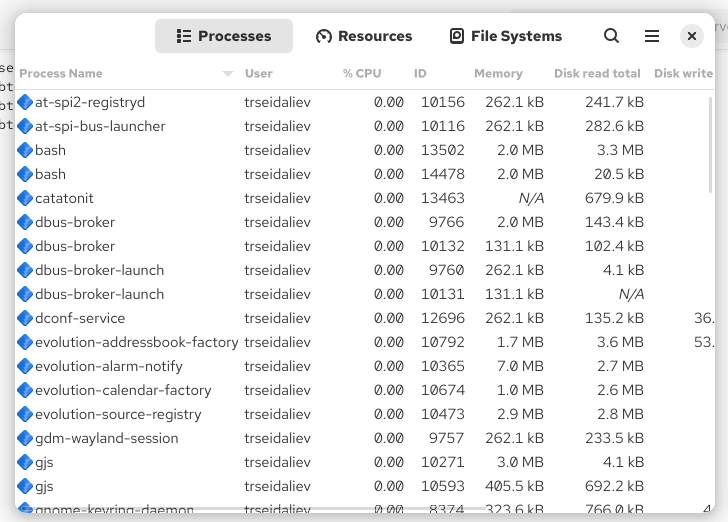 Processes Resources File Systems
Process Name User % CPU ID Memory Disk read total Disk write
at-spi2-registryd trseidaliev 0.00 10156 262.1 kB 241.7 kB
at-spi-bus-launcher trseidaliev 0.00 10116 262.1 kB 282.6 kB
bash trseidaliev 0.00 13502 2.0 MB 3.3 MB
bash trseidaliev 0.00 14478 2.0 MB 20.5 kB
catatonit trseidaliev 0.00 13463 N/A 679.9 kB
dbus-broker trseidaliev 0.00 9766 2.0 MB 143.4 kB
dbus-broker trseidaliev 0.00 10132 131.1 kB 102.4 kB
dbus-broker-launch trseidaliev 0.00 9760 262.1 kB 4.1 kB
dbus-broker-launch trseidaliev 0.00 10131 131.1 kB N/A
dconf-service trseidaliev 0.00 12696 262.1 kB 135.2 kB 36.
evolution-addressbook-factory trseidaliev 0.00 10792 1.7 MB 3.6 MB 53.
evolution-alarm-notify trseidaliev 0.00 10365 7.0 MB 2.7 MB
evolution-calendar-factory trseidaliev 0.00 10674 1.0 MB 2.6 MB
evolution-source-registry trseidaliev 0.00 10473 2.9 MB 2.8 MB
gdm-wayland-session trseidaliev 0.00 9757 262.1 kB 233.5 kB
gjs trseidaliev 0.00 10271 3.0 MB 4.1 kB
gjs trseidaliev 0.00 10593 405.5 kB 692.2 kB
gnome-keyring-daemon trseidaliev 0.00 8374 323.6 kB 766.0 kB 4